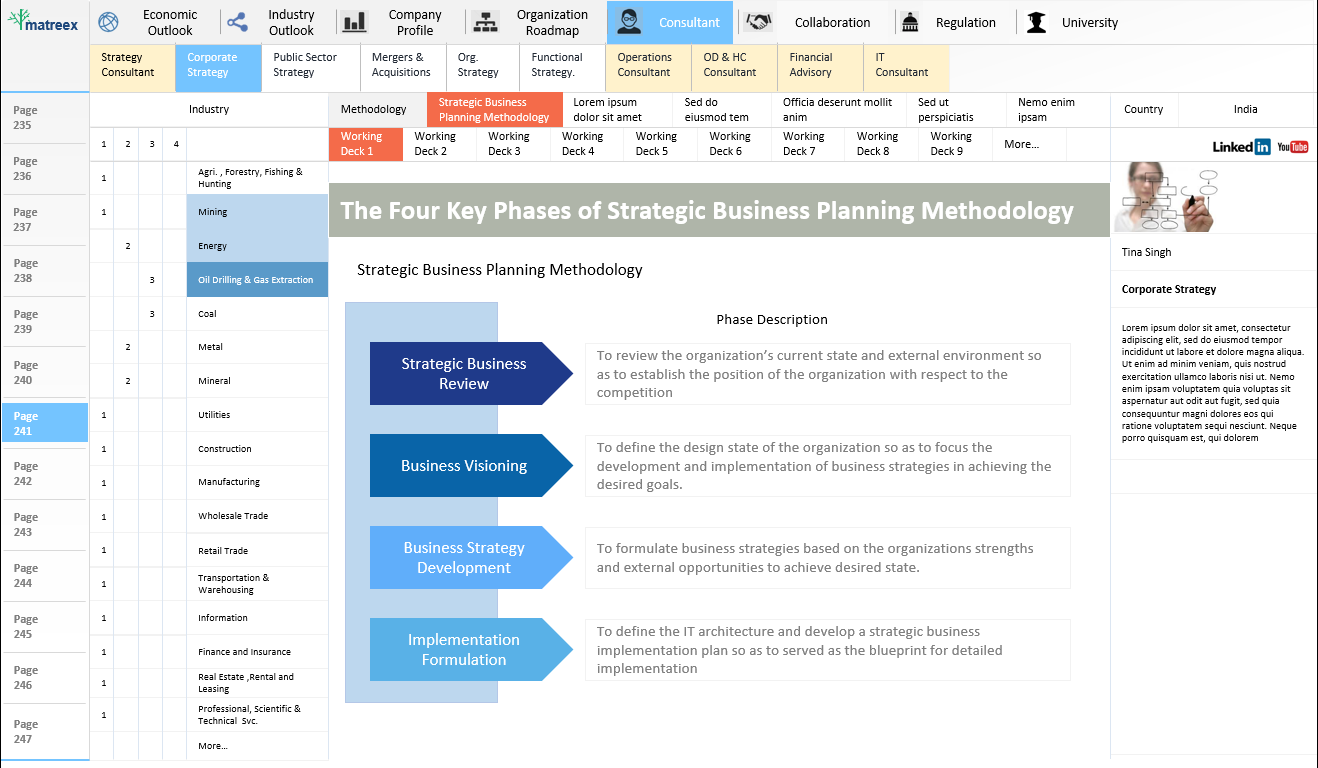 matreex
Economic
Outlook
Industry
Outlook
Company
Profile
Organization
Roadmap
Consultant
Collaboration
Regulation
University
Strategy
Consultant
Corporate
Strategy
Public Sector
Strategy
Mergers &
Acquisitions
Org.
Strategy
Functional
Strategy.
Operations
Consultant
OD & HC
Consultant
Financial
Advisory
IT
Consultant
Page
235
Page
236
Page
237
Page
238
Page
239
Page
240
Page
241
Page
242
Page
243
Page
244
Page
245
Page
246
Page
247
Industry
1 2 3 4
1 Agri. , Forestry, Fishing &
Hunting
1 Mining
2 Energy
3 Oil Drilling & Gas Extraction
3 Coal
2 Metal
2 Mineral
1 Utilities
1 Construction
1 Manufacturing
1 Wholesale Trade
1 Retail Trade
1 Transportation &
Warehousing
1 Information
1 Finance and Insurance
1 Real Estate ,Rental and
Leasing
1 Professional, Scientific &
Technical Svc.
More...
Methodology
Strategic Business
Planning Methodology
Lorem ipsum
dolor sit amet
Sed do
eiusmod tem
Officia deserunt mollit
anim
Sed ut
perspiciatis
Nemo enim
ipsam
Working
Deck 1
Working
Deck 2
Working
Deck 3
Working
Deck 4
Working
Deck 5
Working
Deck 6
Working
Deck 7
Working
Deck 8
Working
Deck 9
More...
The Four Key Phases of Strategic Business Planning Methodology
Strategic Business Planning Methodology
Phase Description
Strategic Business
Review
To review the organization’s current state and external environment so
as to establish the position of the organization with respect to the
competition
Business Visioning
To define the design state of the organization so as to focus the
development and implementation of business strategies in achieving the
desired goals.
Business Strategy
Development
To formulate business strategies based on the organizations strengths
and external opportunities to achieve desired state.
Implementation
Formulation
To define the IT architecture and develop a strategic business
implementation plan so as to served as the blueprint for detailed
implementation
Country
India
Linked in YouTube
Tina Singh
Corporate Strategy
Lorem ipsum dolor sit amet, consectetur
adipiscing elit, sed do eiusmod tempor
incididunt ut labore et dolore magna aliqua.
Ut enim ad minim veniam, quis nostrud
exercitation ullamco laboris nisi ut. Nemo
enim ipsam voluptatem quia voluptas sit
aspernatur aut odit aut fugit, sed quia
consequuntur magni dolores eos qui
ratione voluptatem sequi nesciunt. Neque
porro quisquam est, qui dolorem